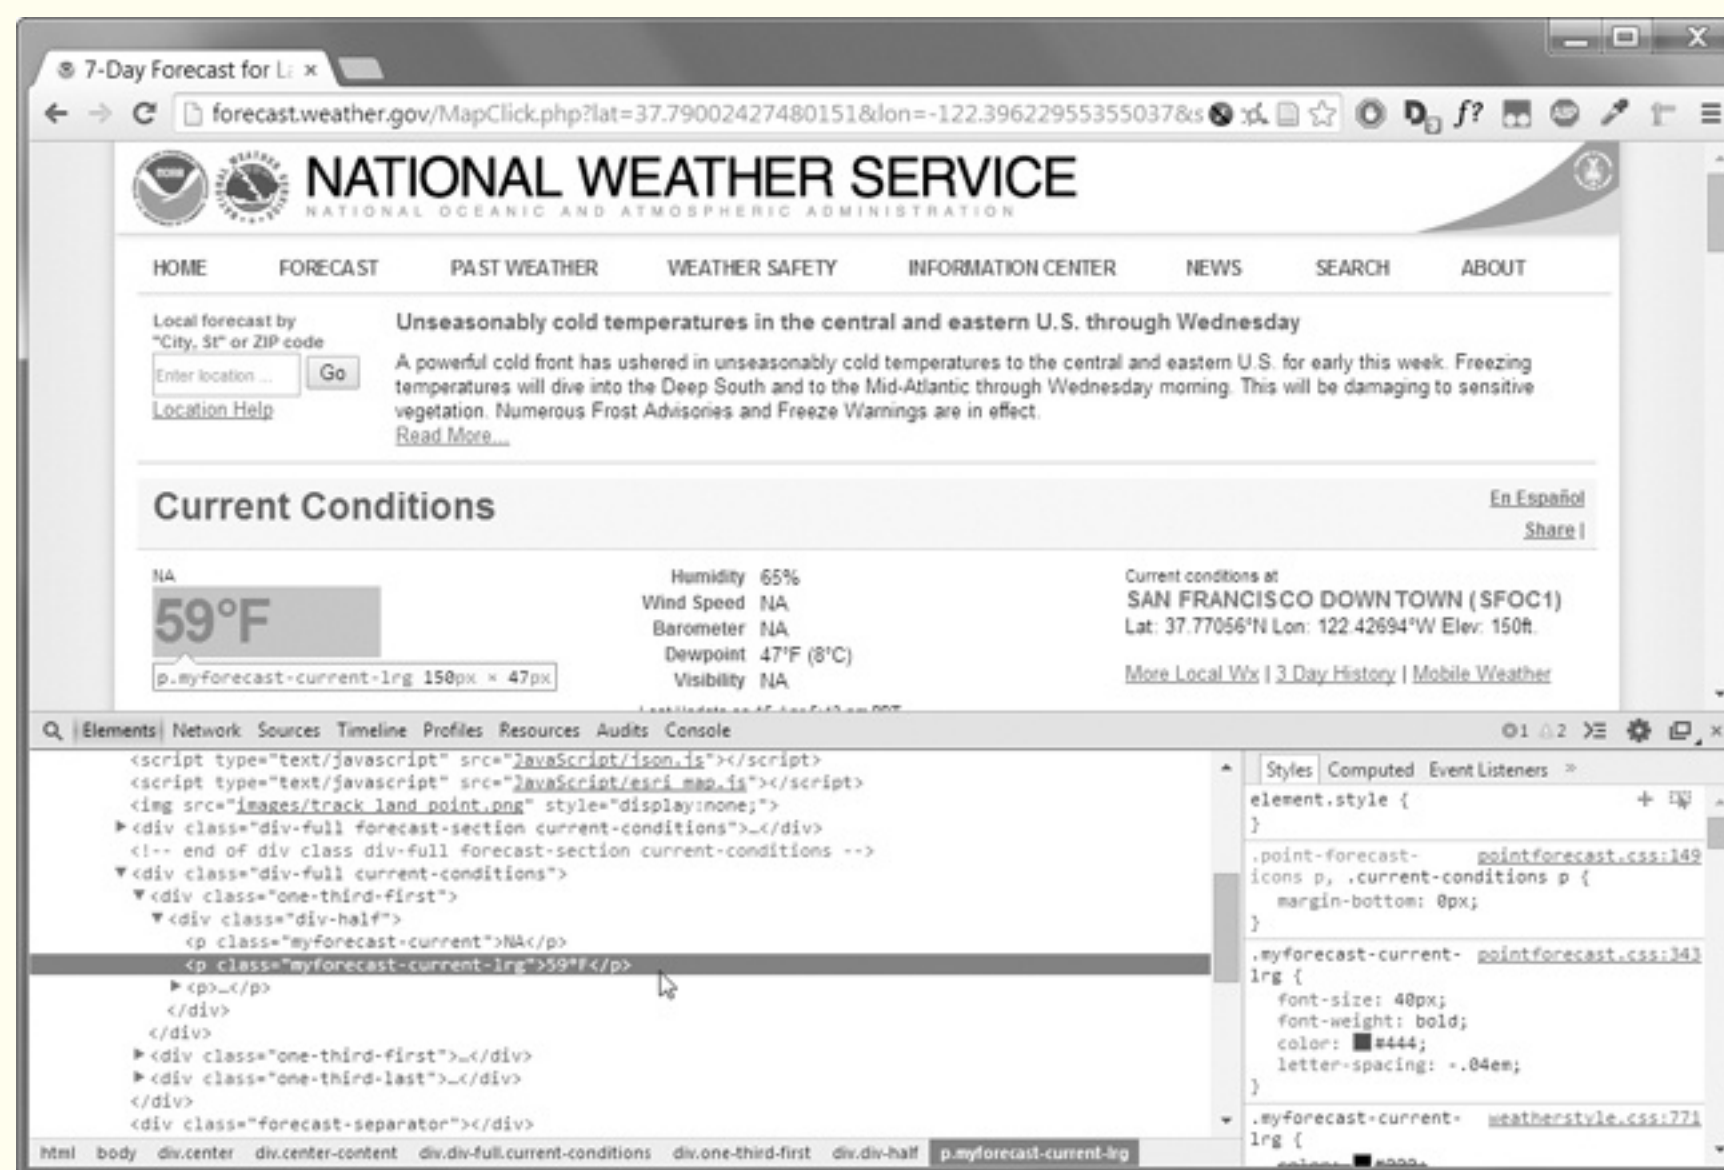 7-Day Forecast for La
forecast.weather.gov/MapClick.php?lat=37.79002427480151&lon=-122.39622955355037&s
NATIONAL WEATHER SERVICE
NATIONAL OCEANIC AND ATMOSPHERIC ADMINISTRATION
HOME FORECAST PAST WEATHER WEATHER SAFETY INFORMATION CENTER NEWS SEARCH ABOUT
Local forecast by
"City, St" or ZIP code
Enter location ...
Go
Location Help
Unseasonably cold temperatures in the central and eastern U.S. through Wednesday
A powerful cold front has ushered in unseasonably cold temperatures to the central and eastern U.S. for early this week. Freezing
temperatures will dive into the Deep South and to the Mid-Atlantic through Wednesday morning. This will be damaging to sensitive
vegetation. Numerous Frost Advisories and Freeze Warnings are in effect.
Read More...
Current Conditions
En Español
Share |
NA
59°F
p.myforecast-current-lrg 150px × 47px
Humidity 65%
Wind Speed NA
Barometer NA
Dewpoint 47°F (8°C)
Visibility NA
Current conditions at
SAN FRANCISCO DOWNTOWN (SFOC1)
Lat: 37.77056°N Lon: 122.42694°W Elev: 150ft.
More Local Wx | 3 Day History | Mobile Weather
Elements Network Sources Timeline Profiles Resources Audits Console
1 2
<script type="text/javascript" src="JavaScript/json.js"></script>
<script type="text/javascript" src="JavaScript/esri_map.js"></script>
<img src="images/track_land_point.png" style="display:none;">
<div class="div-full forecast-section current-conditions">…</div>
<!-- end of div class div-full forecast-section current-conditions -->
<div class="div-full current-conditions">
<div class="one-third-first">
<div class="div-half">
<p class="myforecast-current">NA</p>
<p class="myforecast-current-lrg">59°F</p>
<p>…</p>
</div>
</div>
<div class="one-third-first">…</div>
<div class="one-third-last">…</div>
</div>
<div class="forecast-separator"></div>
html body div.center div.center-content div.div-full.current-conditions div.one-third-first div.div-half p.myforecast-current-lrg
Styles Computed Event Listeners »
element.style {
}
.point-forecast- pointforecast.css:149
icons p, .current-conditions p {
margin-bottom: 0px;
}
.myforecast-current- pointforecast.css:343
lrg {
font-size: 40px;
font-weight: bold;
color: #444;
letter-spacing: -.04em;
}
.myforecast-current- weatherstyle.css:771
lrg {